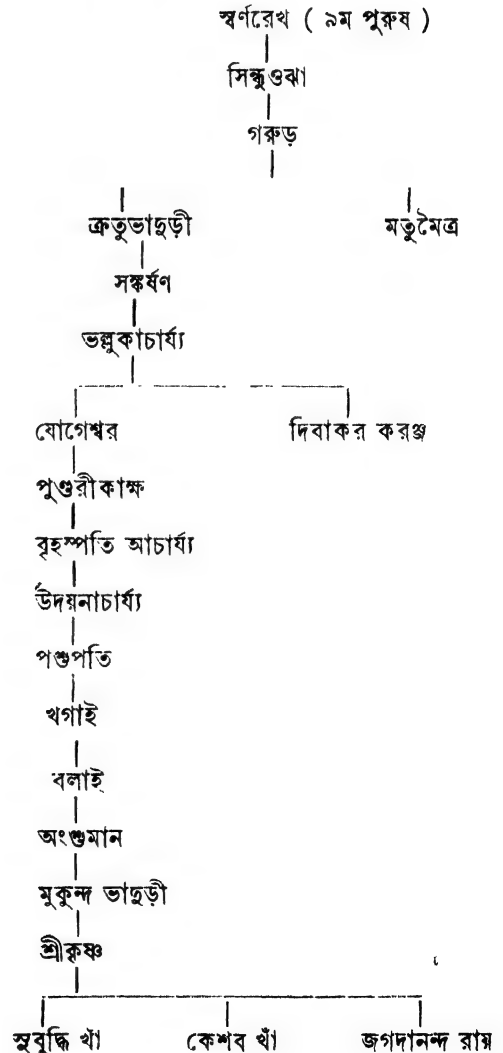 স্বর্ণরেখ ( ৯ম পুরুষ )
সিন্ধুওঝা
গরুড়
ক্রতুভাদুড়ী মতুমৈত্র
সঙ্কর্ষণ
ভল্লুকাচার্য্য
যোগেশ্বর দিবাকর করঞ্জ
পুণ্ডরীকাক্ষ
বৃহস্পতি আচার্য্য
উদয়নাচার্য্য
পশুপতি
খগাই
বলাই
অংশুমান
মুকুন্দ ভাদুড়ী
শ্রীকৃষ্ণ
সুবুদ্ধি খাঁ কেশব খাঁ জগদানন্দ রায়